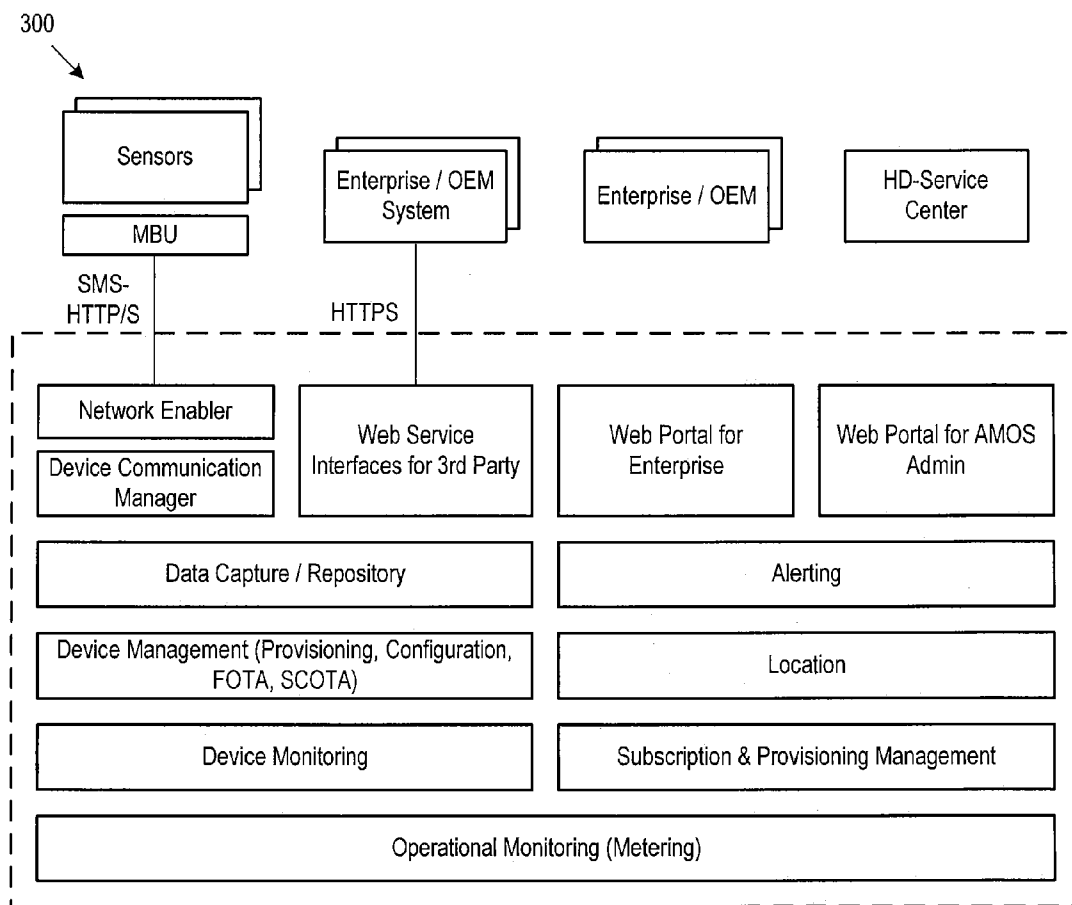 300
Sensors
MBU
Enterprise / OEM
System
Enterprise / OEM
HD-Service
Center
SMS-
HTTP/S
HTTPS
Network Enabler
Device Communication
Manager
Web Service
Interfaces for 3rd Party
Web Portal for
Enterprise
Web Portal for AMOS
Admin
Data Capture / Repository
Alerting
Device Management (Provisioning, Configuration,
FOTA, SCOTA)
Location
Device Monitoring
Subscription & Provisioning Management
Operational Monitoring (Metering)